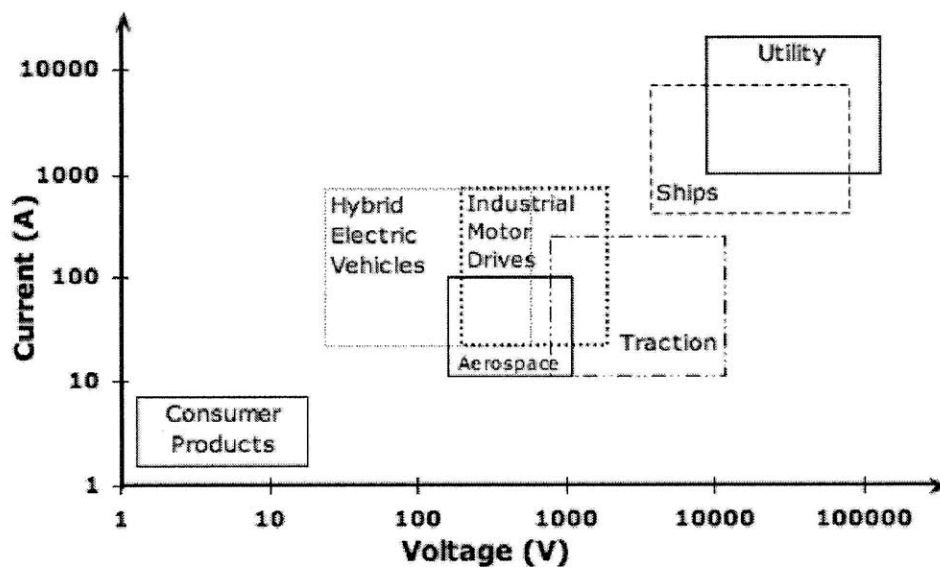 10000
1000
100
10
1
Current (A)
Utility
Ships
Hybrid
Electric
Vehicles
Industrial
Motor
Drives
Aerospace
Traction
Consumer
Products
1
10
100
1000
10000
100000
Voltage (V)